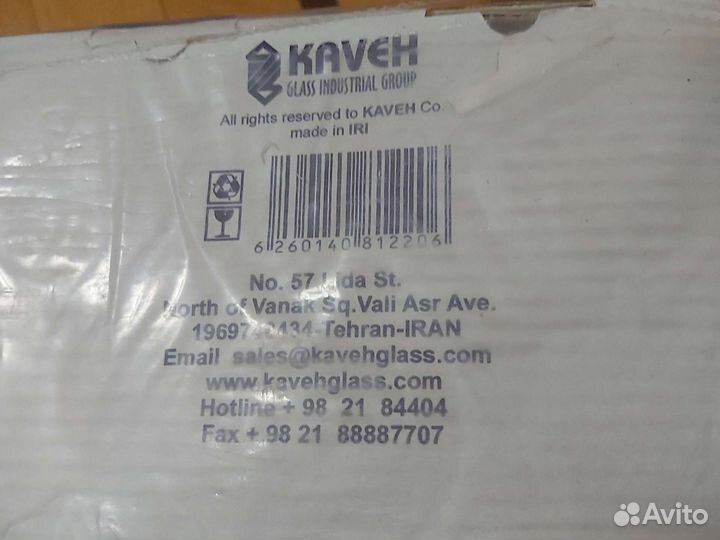 KAVEH
GLASS INDUSTRIAL GROUP
All rights reserved to KAVEH Co.
made in IRI
6 260140 812206
No. 57 Lida St.
North of Vanak Sq.Vali Asr Ave.
Tehran-IRAN
Email sales@kavehglass.com
www.kavehglass.com
Hotline + 98 21 84404
Fax + 98 21 88887707
Avito